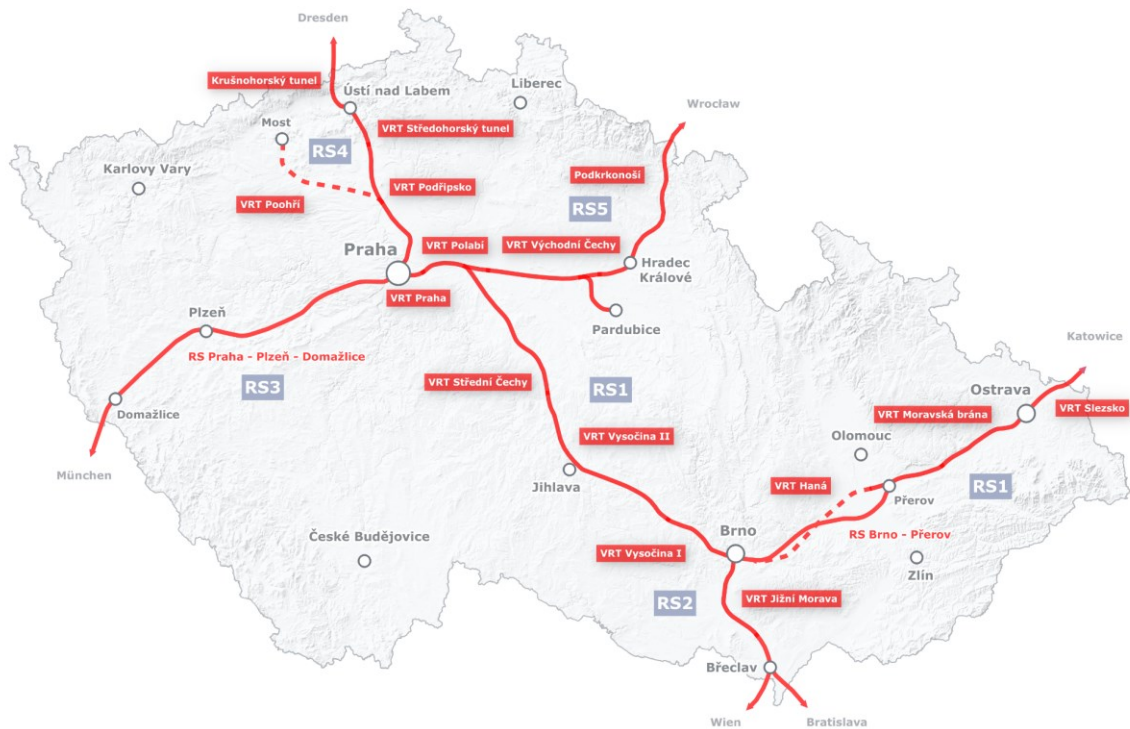 Dresden
Krušnohorský tunel
Ústí nad Labem
Liberec
Wrocław
Most
VRT Středohorský tunel
RS4
Karlovy Vary
VRT Podřipsko
Podkrkonoší
VRT Poohří
RS5
Praha
VRT Polabí
VRT Východní Čechy
Hradec
Králové
VRT Praha
Plzeň
Pardubice
RS Praha - Plzeň - Domažlice
RS3
VRT Střední Čechy
RS1
Katowice
Ostrava
Domažlice
VRT Moravská brána
VRT Slezsko
VRT Vysočina II
Olomouc
München
Jihlava
VRT Haná
RS1
Přerov
České Budějovice
Brno
RS Brno - Přerov
VRT Vysočina I
Zlín
RS2
VRT Jižní Morava
Břeclav
Wien
Bratislava